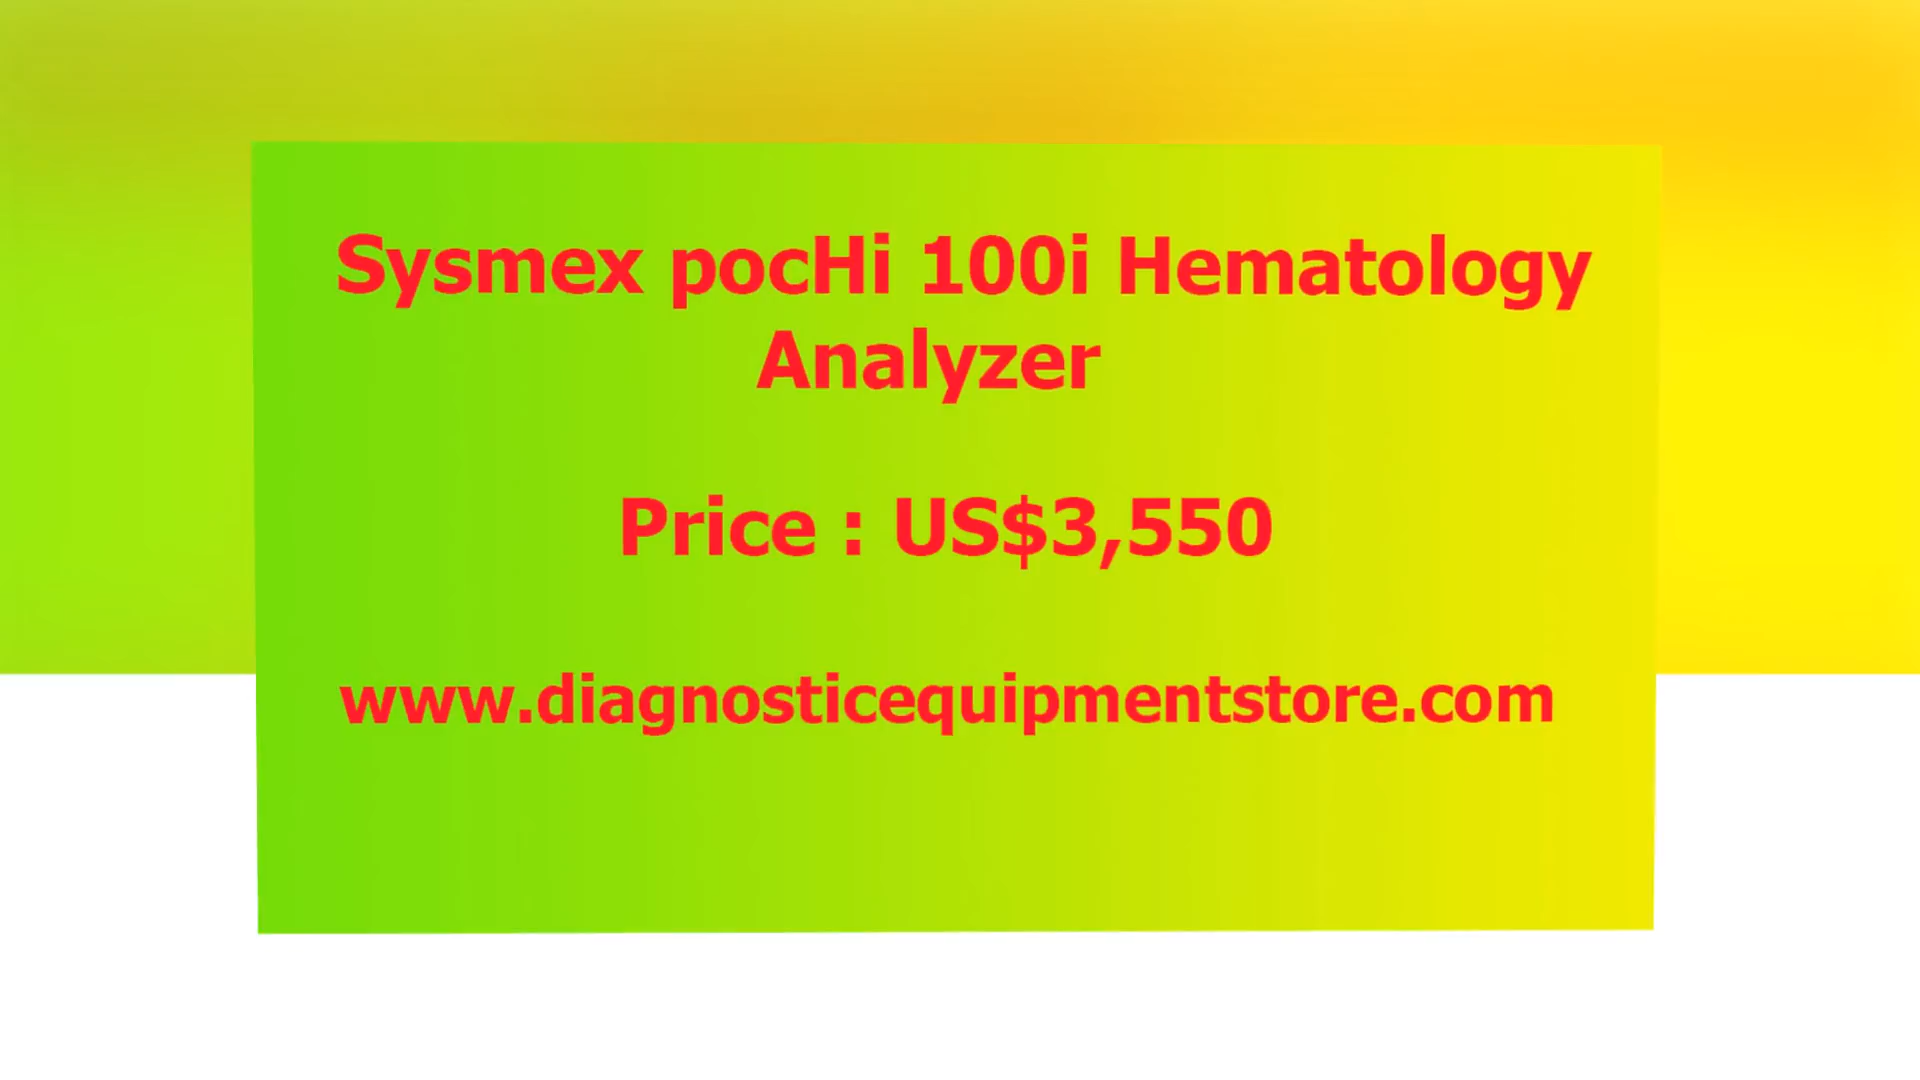 Sysmex pocHi 100i Hematology
Analyzer
Price : US$3,550
www.diagnosticequipmentstore.com